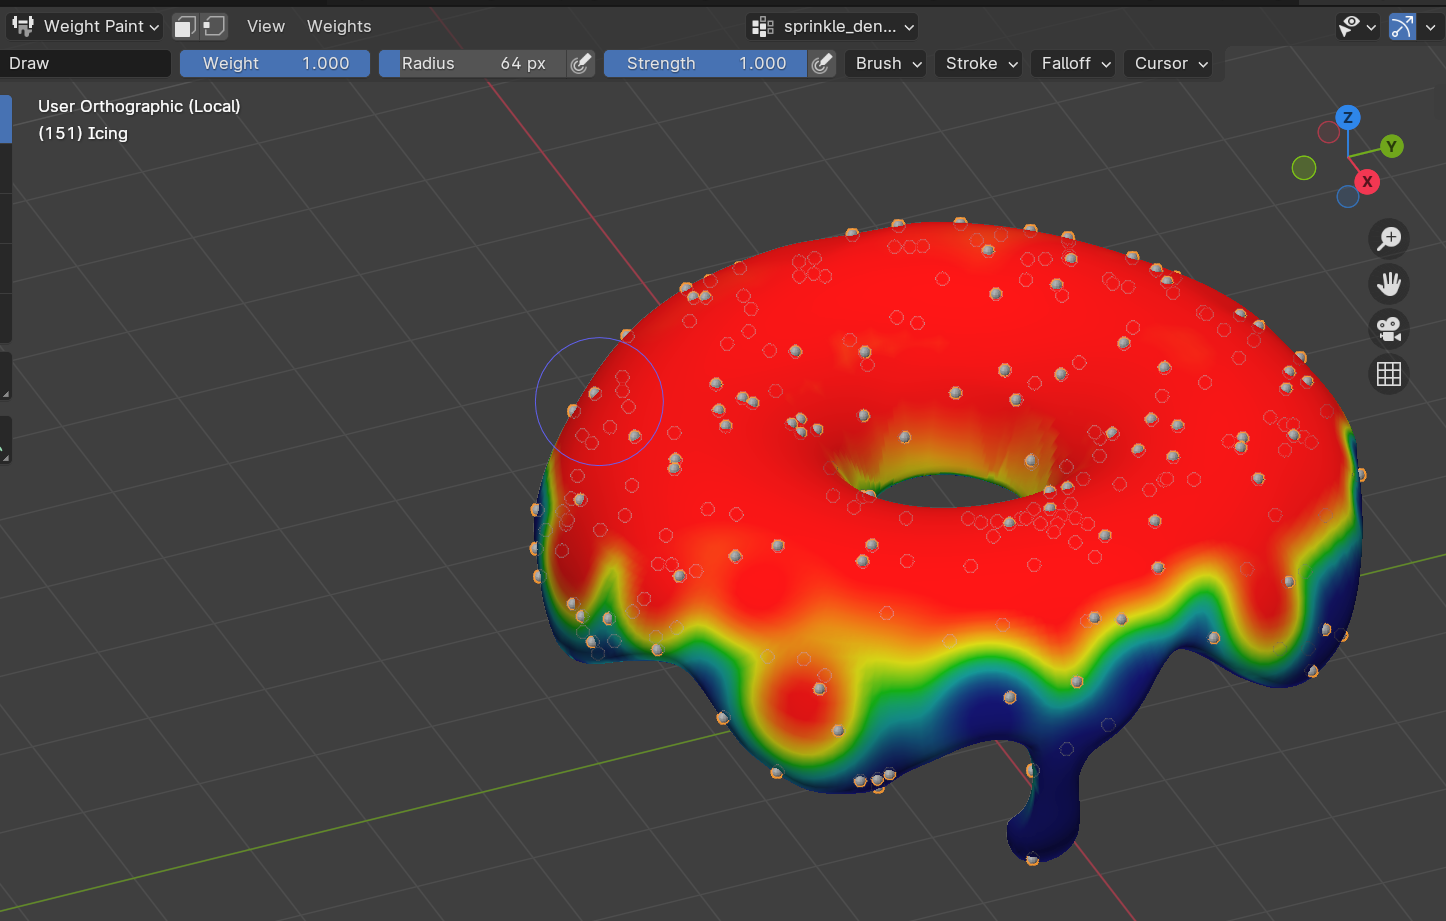 Weight Paint View Weights sprinkle_den...
Draw Weight 1.000 Radius 64 px Strength 1.000 Brush Stroke Falloff Cursor
User Orthographic (Local)
(151) Icing
Z
Y
X